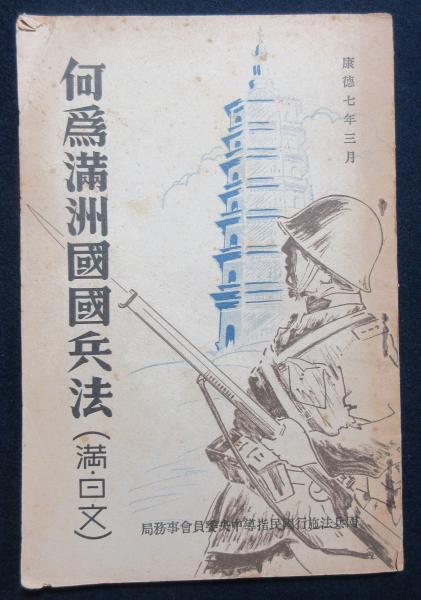 康德七年三月
何爲滿洲國國兵法(滿・日文)
國兵法施行國民指導中央委員會事務局